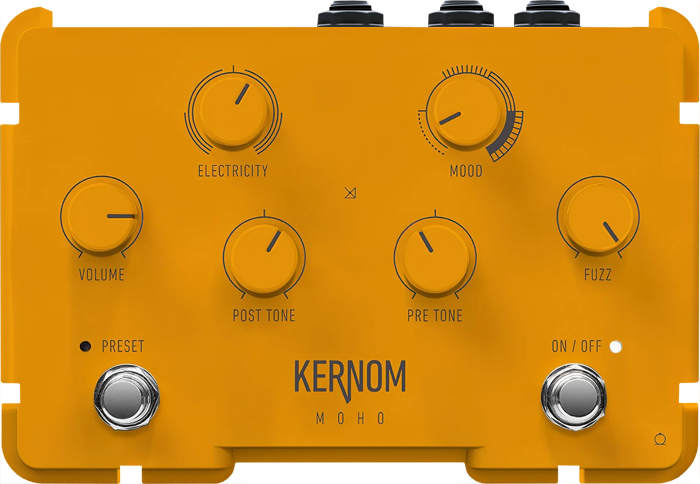 ELECTRICITY
MOOD
VOLUME
FUZZ
POST TONE
PRE TONE
PRESET
ON / OFF
KERNOM
MOHO